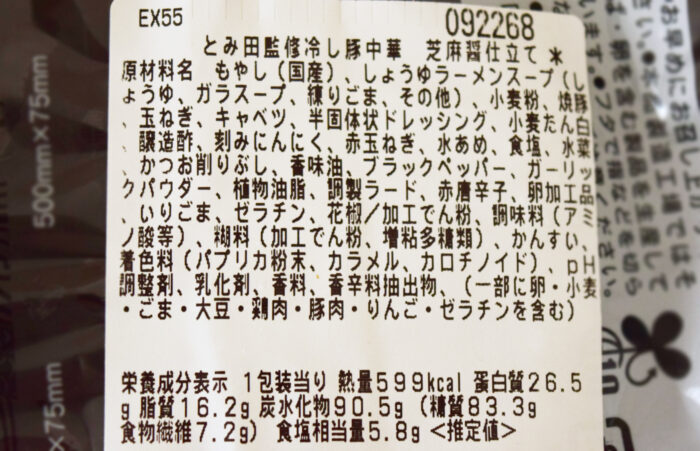 EX55
092268
とみ田監修冷し豚中華 芝麻醤仕立て*
原材料名 もやし(国産)、しょうゆラーメンスープ(し
ょうゆ、ガラスープ、練りごま、その他)、小麦粉、焼豚
、玉ねぎ、キャベツ、半固体状ドレッシング、小麦たん白
、醸造酢、刻みにんにく、赤玉ねぎ、水あめ、食塩、水菜
、かつお削りぶし、香味油、ブラックペッパー、ガーリッ
クパウダー、植物油脂、調製ラード、赤唐辛子、卵加工品
、いりごま、ゼラチン、花椒/加工でん粉、調味料(アミ
ノ酸等)、糊料(加工でん粉、増粘多糖類)、かんすい、
着色料(パプリカ粉末、カラメル、カロチノイド)、pH
調整剤、乳化剤、香料、香辛料抽出物、(一部に卵・小麦
・ごま・大豆・鶏肉・豚肉・りんご・ゼラチンを含む)
栄養成分表示 1包装当り 熱量599kcal 蛋白質26.5
g 脂質16.2g 炭水化物90.5g (糖質83.3g
食物繊維7.2g) 食塩相当量5.8g <推定値>
500mm×75mm
×75mm